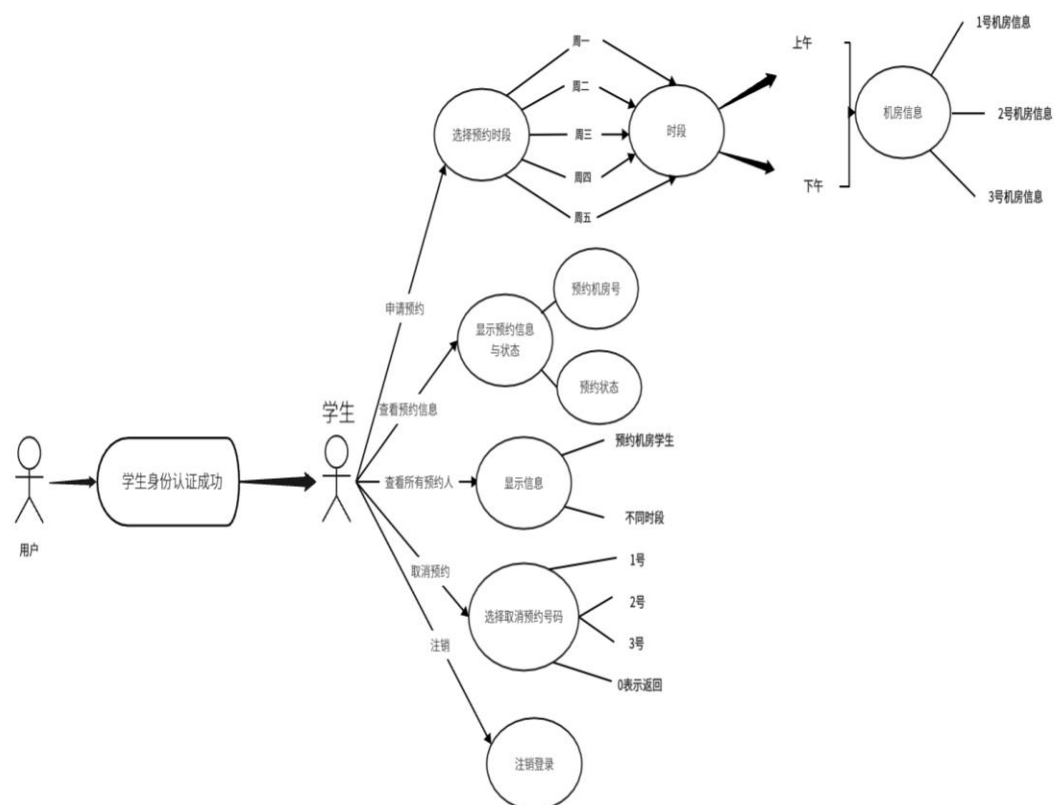 1号机房信息
周一
上午
周二
2号机房信息
机房信息
选择预约时段
周三
时段
周四
下午
3号机房信息
周五
预约机房号
申请预约
显示预约信息
与状态
预约状态
学生
查看预约信息
预约机房学生
用户
学生身份认证成功
查看所有预约人
显示信息
不同时段
1号
取消预约
2号
选择取消预约号码
3号
注销
0表示返回
注销登录